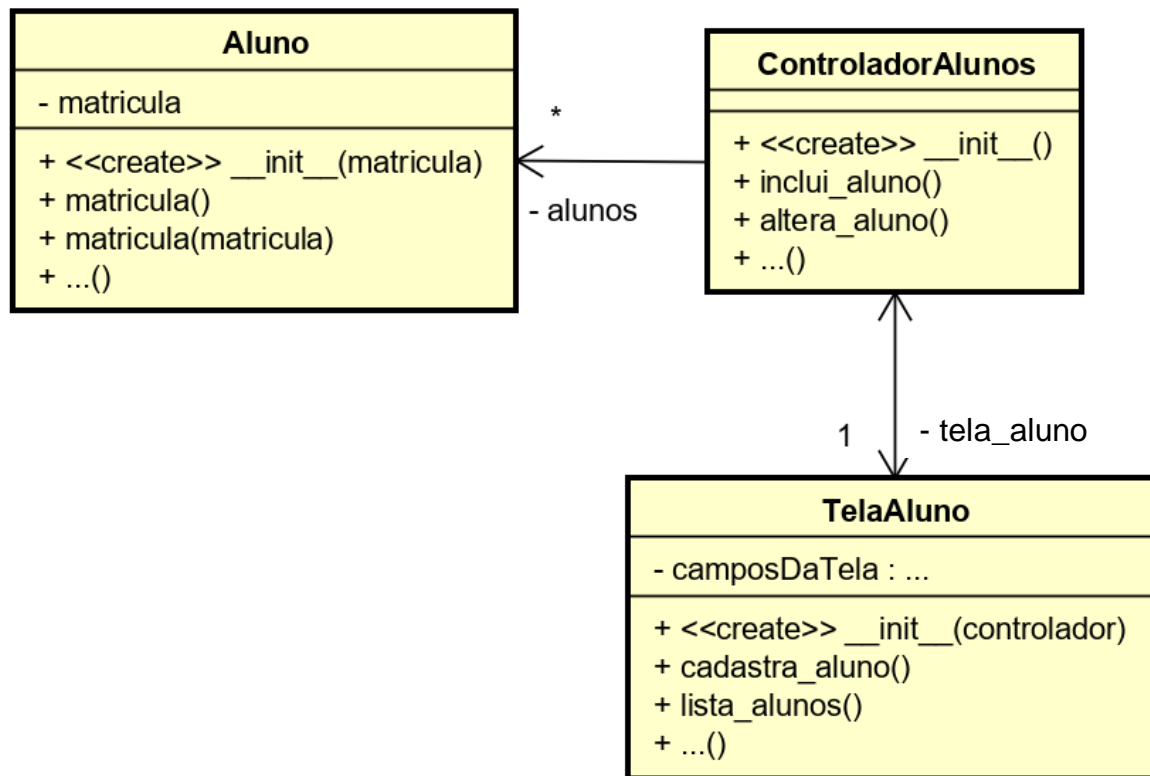 Aluno
- matricula
+ <<create>> __init__(matricula)
+ matricula()
+ matricula(matricula)
+ ...()
*
- alunos
ControladorAlunos
+ <<create>> __init__()
+ inclui_aluno()
+ altera_aluno()
+ ...()
1
- tela_aluno
TelaAluno
- camposDaTela : ...
+ <<create>> __init__(controlador)
+ cadastra_aluno()
+ lista_alunos()
+ ...()